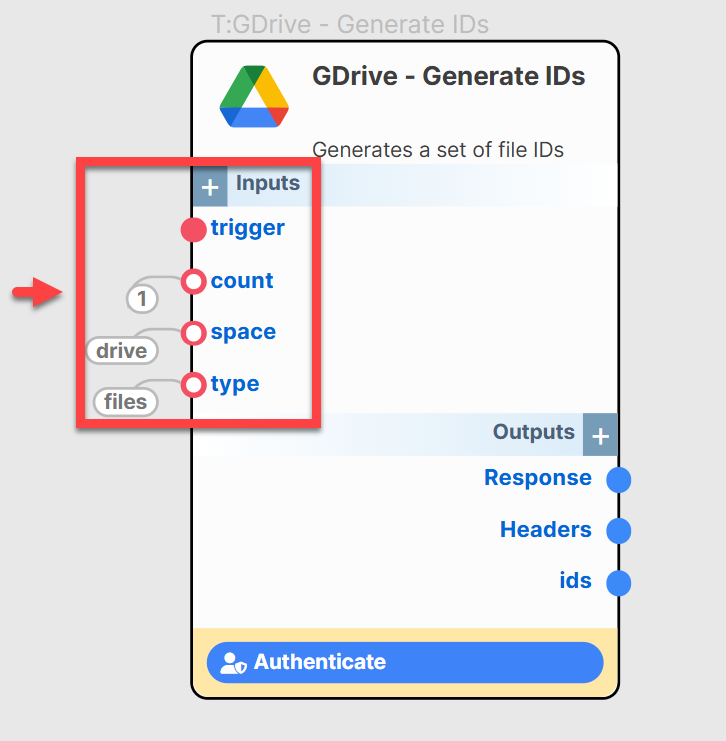 T:GDrive - Generate IDs
GDrive - Generate IDs
Generates a set of file IDs
+ Inputs
trigger
count
1
space
drive
type
files
Outputs +
Response
Headers
ids
Authenticate